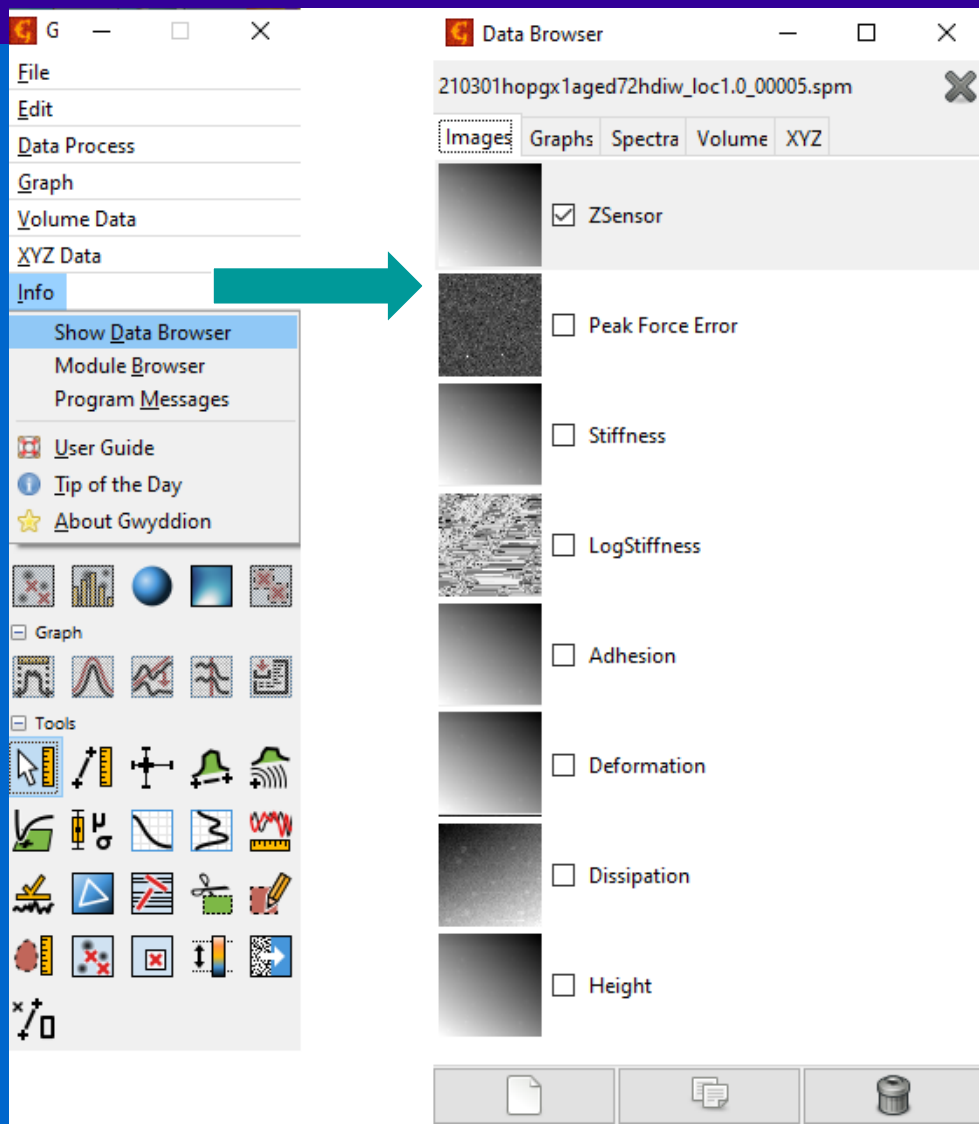 G
File
Edit
Data Process
Graph
Volume Data
XYZ Data
Info
Show Data Browser
Module Browser
Program Messages
User Guide
Tip of the Day
About Gwyddion
Graph
Tools
μ
σ
Data Browser
210301hopgx1aged72hdiw_loc1.0_00005.spm
Images Graphs Spectra Volume XYZ
ZSensor
Peak Force Error
Stiffness
LogStiffness
Adhesion
Deformation
Dissipation
Height